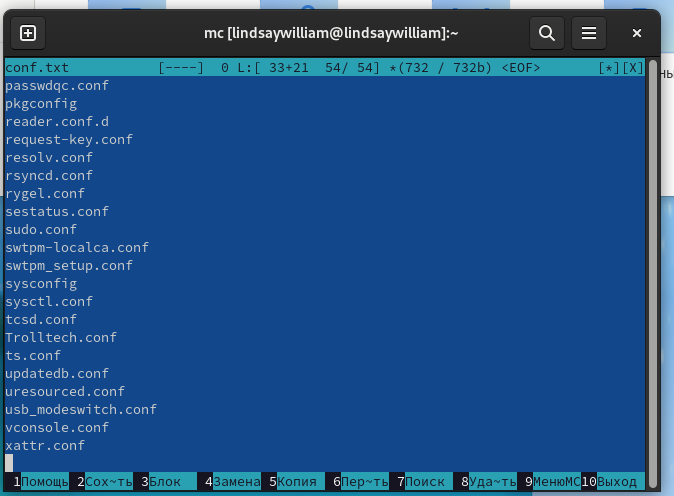 mc [lindsaywilliam@lindsaywilliam]:~
conf.txt [----] 0 L:[ 33+21 54/ 54] *(732 / 732b) <EOF> [*][X]
passwdqc.conf
pkgconfig
reader.conf.d
request-key.conf
resolv.conf
rsyncd.conf
rygel.conf
sestatus.conf
sudo.conf
swtpm-localca.conf
swtpm_setup.conf
sysconfig
sysctl.conf
tcsd.conf
Trolltech.conf
ts.conf
updatedb.conf
uresourced.conf
usb_modeswitch.conf
vconsole.conf
xattr.conf
1Помощь 2Сох~ть 3Блок 4Замена 5Копия 6Пер~ть 7Поиск 8Уда~ть 9МенюMC 10Выход